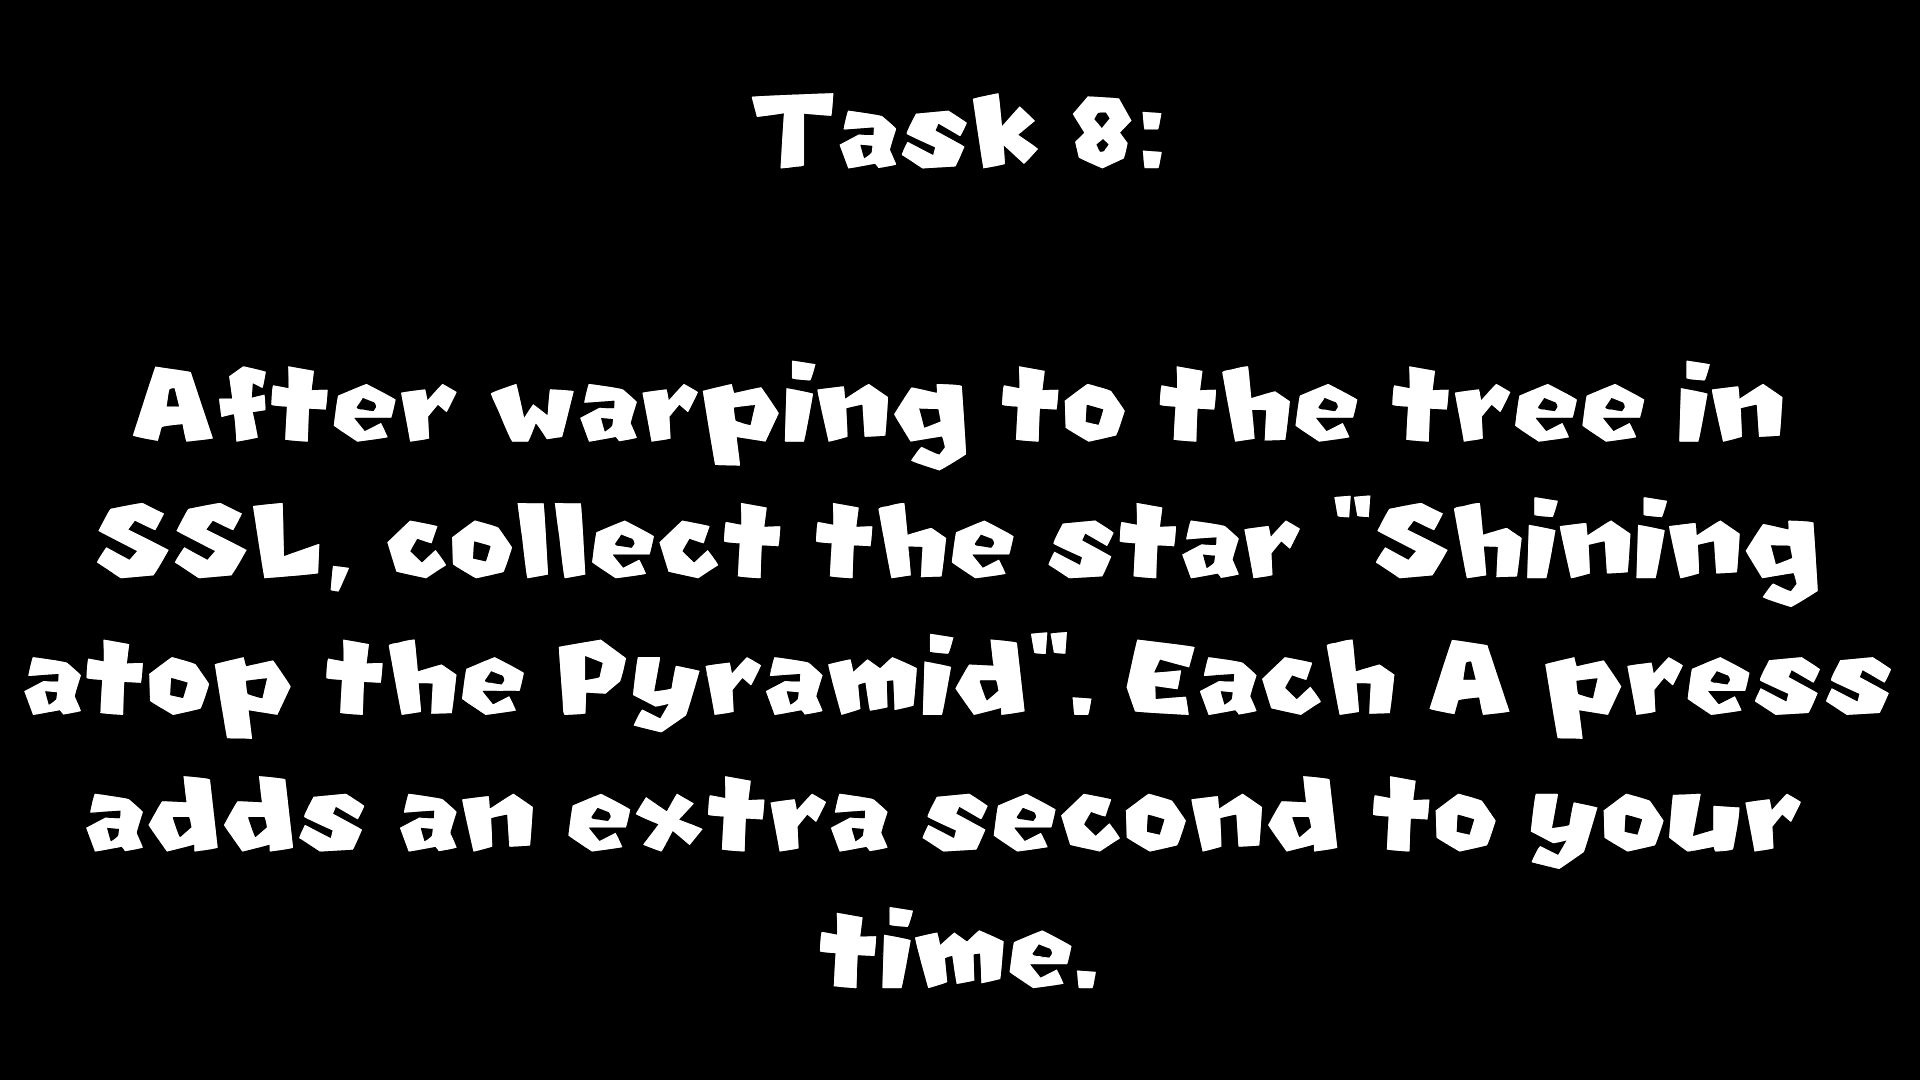 Task 8:
After warping to the tree in
SSL, collect the star "Shining
atop the Pyramid". Each A press
adds an extra second to your
time.